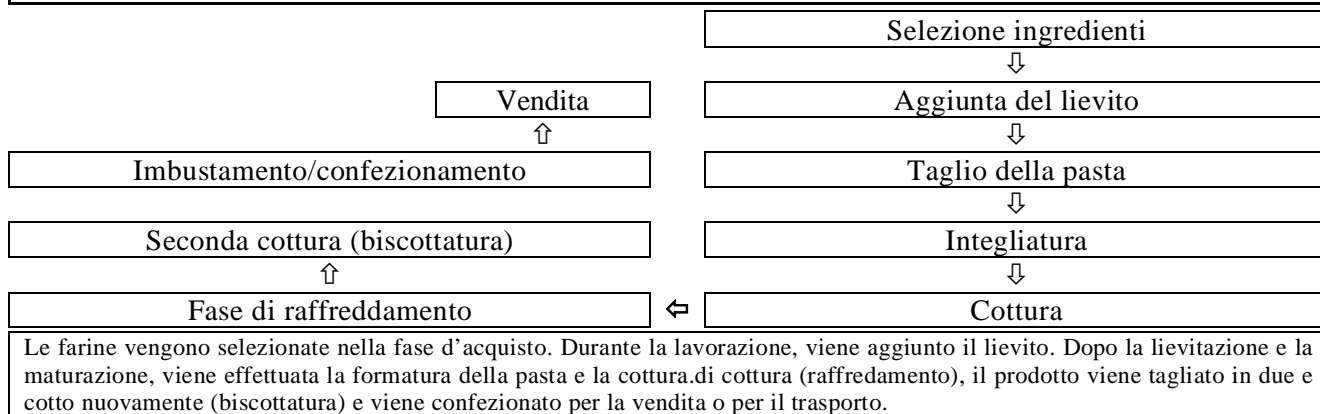 Selezione ingredienti
⇩
Vendita
Aggiunta del lievito
⇧
⇩
Imbustamento/confezionamento
Taglio della pasta
⇩
Seconda cottura (biscottatura)
Integliatura
⇧
⇩
Fase di raffreddamento
⇦
Cottura
Le farine vengono selezionate nella fase d’acquisto. Durante la lavorazione, viene aggiunto il lievito. Dopo la lievitazione e la
maturazione, viene effettuata la formatura della pasta e la cottura.di cottura (raffredamento), il prodotto viene tagliato in due e
cotto nuovamente (biscottatura) e viene confezionato per la vendita o per il trasporto.